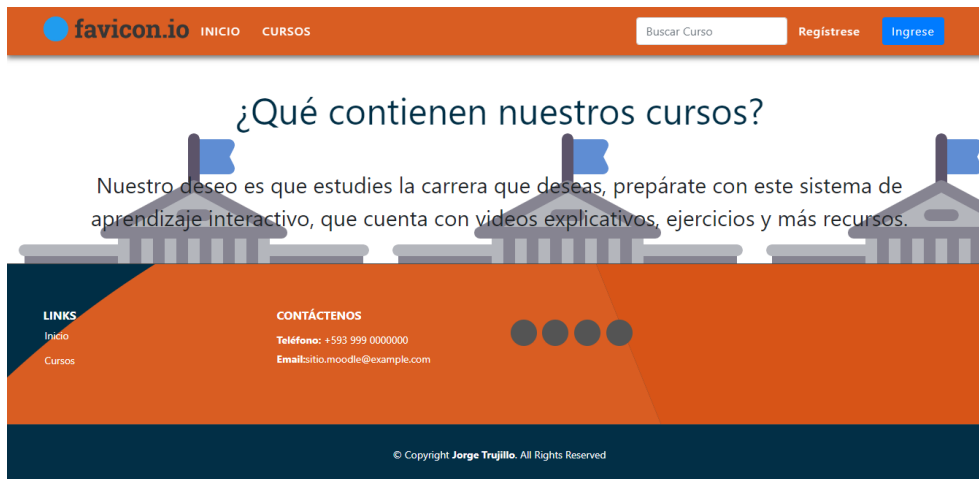 favicon.io INICIO CURSOS Buscar Curso Regístrese Ingrese
¿Qué contienen nuestros cursos?
Nuestro deseo es que estudies la carrera que deseas, prepárate con este sistema de
aprendizaje interactivo, que cuenta con videos explicativos, ejercicios y más recursos.
LINKS
Inicio
Cursos
CONTÁCTENOS
Teléfono: +593 999 0000000
Email:sitio.moodle@example.com
© Copyright Jorge Trujillo. All Rights Reserved